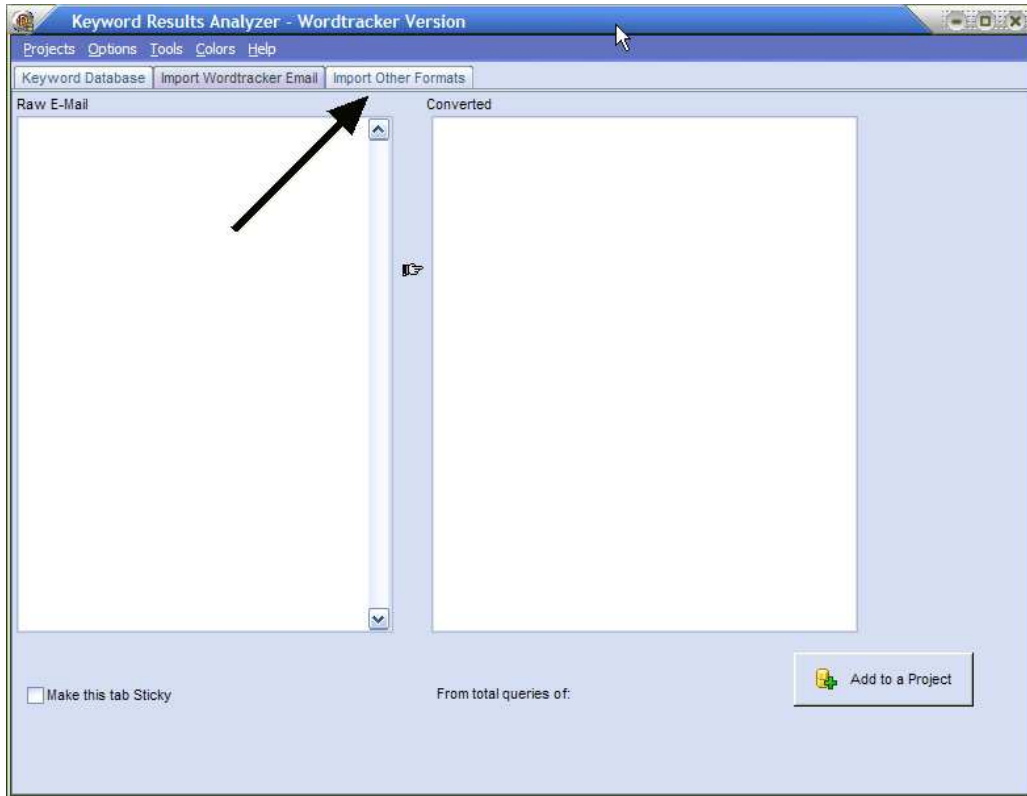 Keyword Results Analyzer - Wordtracker Version
Projects Options Tools Colors Help
Keyword Database Import Wordtracker Email Import Other Formats
Raw E-Mail Converted
Make this tab Sticky From total queries of: Add to a Project